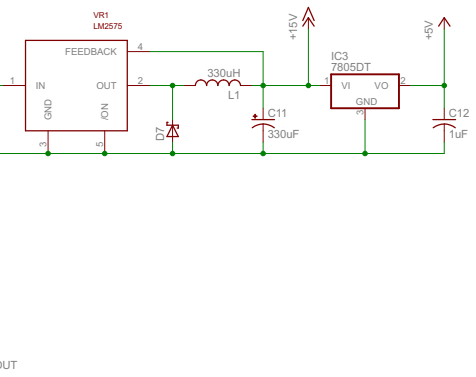 VR1
LM2575
FEEDBACK
4
1
IN
OUT
2
GND
/ON
3
5
330uH
L1
D7
C11
330uF
+15V
IC3
7805DT
1
VI
VO
2
GND
3
+5V
C12
1uF
OUT